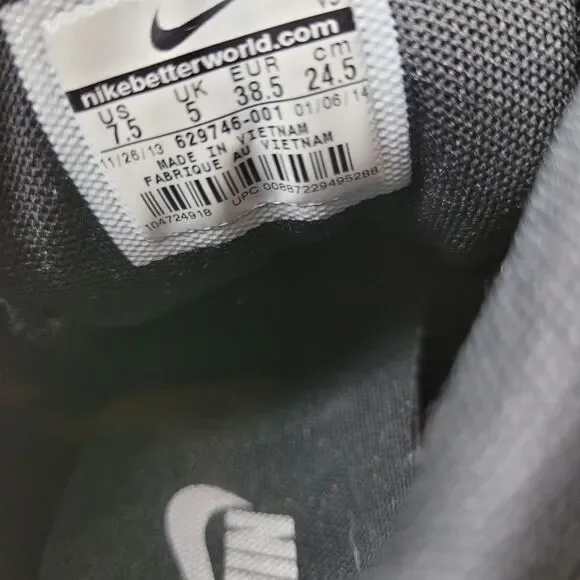 nikebetterworld.com
US UK EUR cm
7.5 5 38.5 24.5
11/26/13 629746-001 01/06/14
MADE IN VIETNAM
FABRIQUE AU VIETNAM
104724918 UPC 00887229495288